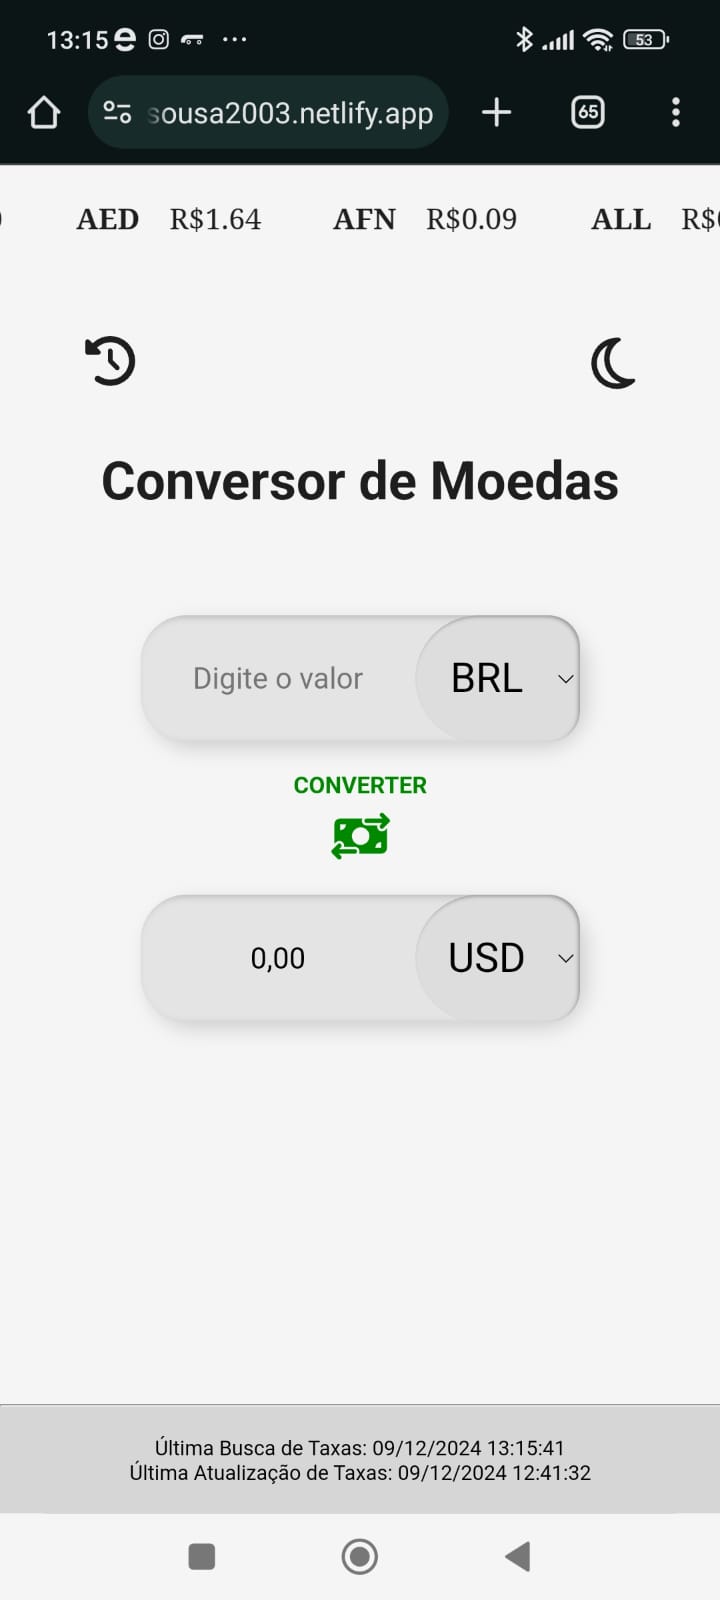 13:15
53
sousa2003.netlify.app
65
AED R$1.64 AFN R$0.09 ALL R$
Conversor de Moedas
Digite o valor BRL
CONVERTER
0,00 USD
Última Busca de Taxas: 09/12/2024 13:15:41
Última Atualização de Taxas: 09/12/2024 12:41:32